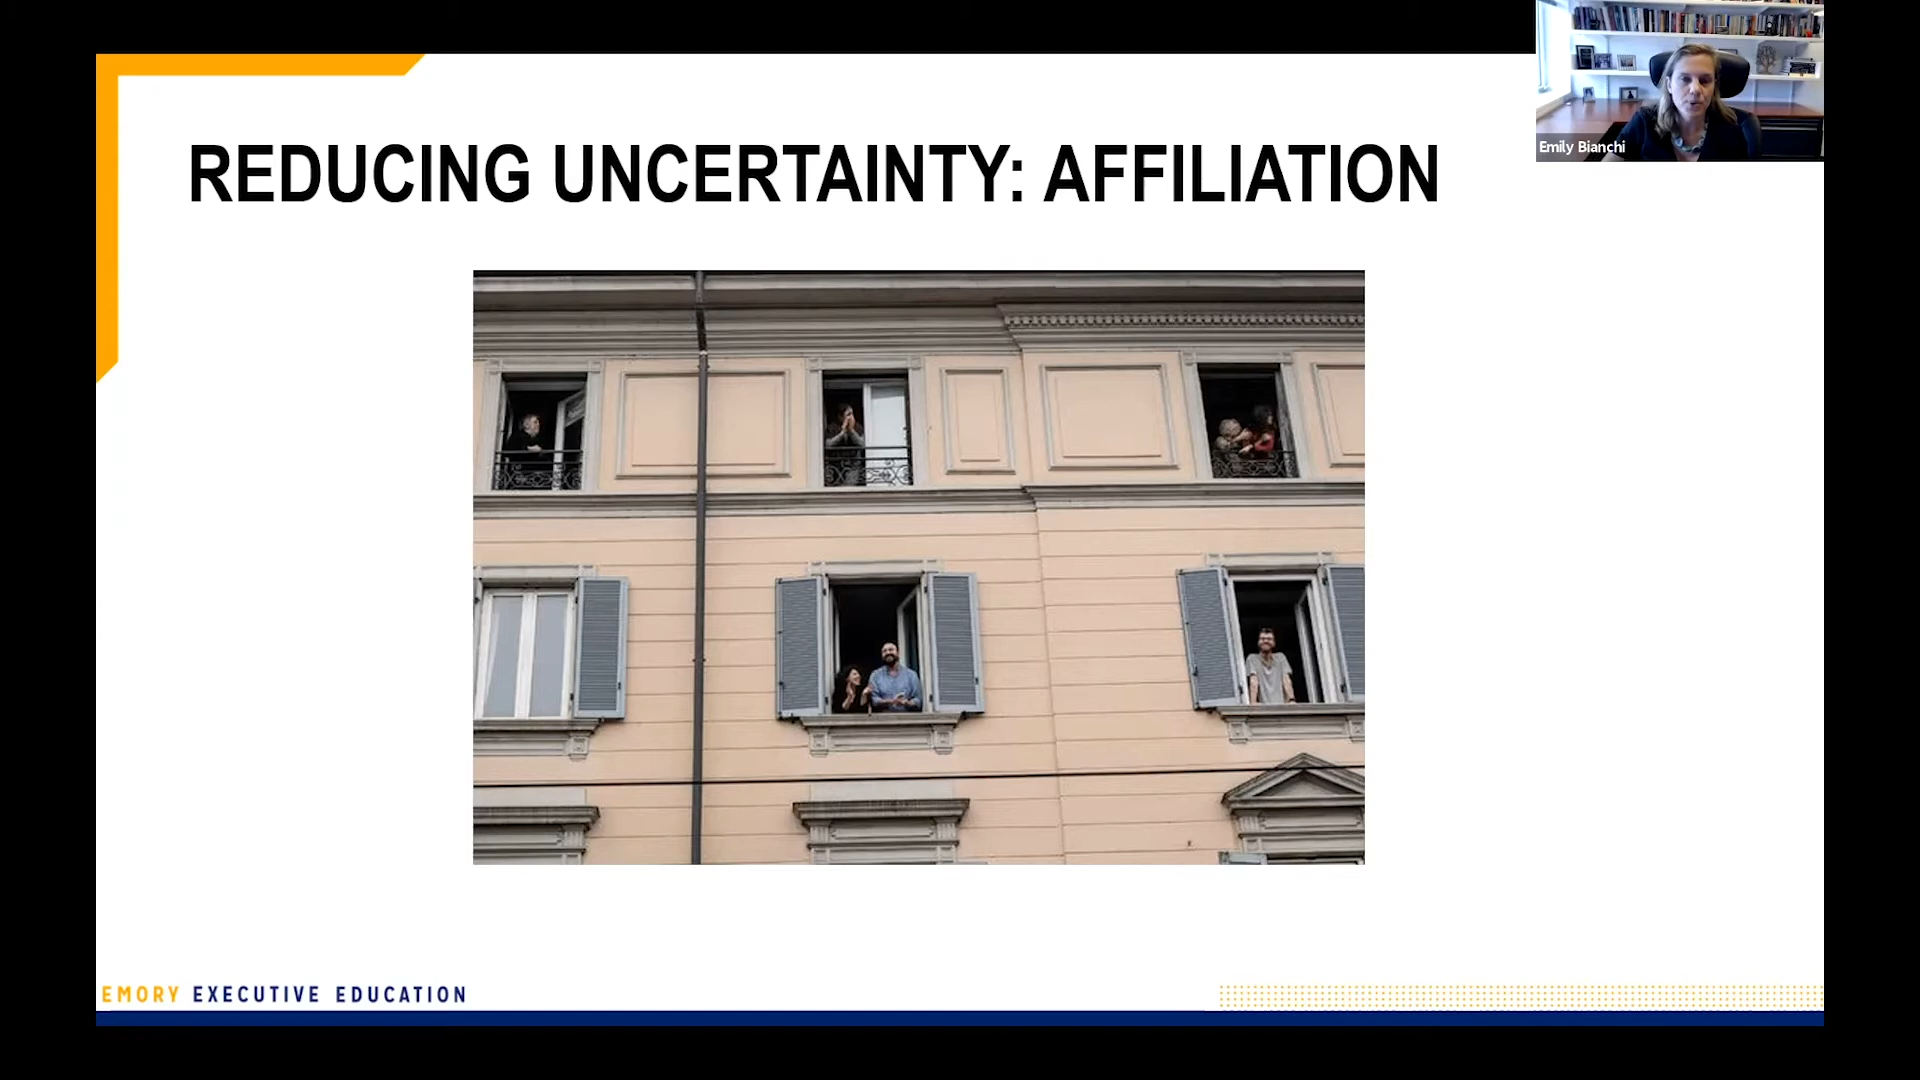 Emily Bianchi
REDUCING UNCERTAINTY: AFFILIATION
EMORY EXECUTIVE EDUCATION